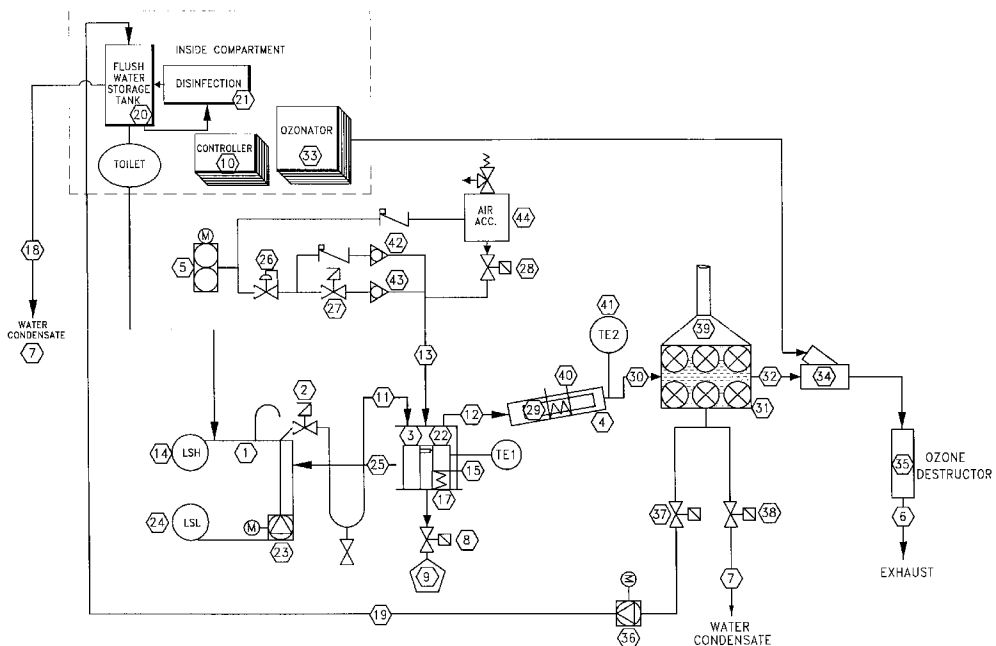 INSIDE COMPARTMENT
FLUSH
WATER
STORAGE
TANK
20
DISINFECTION
21
CONTROLLER
10
OZONATOR
33
TOILET
18
WATER
CONDENSATE
7
M
5
26
27
42
43
AIR
ACC.
44
28
13
41
TE2
39
30
40
29
4
31
32
34
35
OZONE
DESTRUCTOR
6
EXHAUST
2
11
12
14
LSH
1
25
3
22
TE1
15
17
24
LSL
M
23
8
9
37
38
7
WATER
CONDENSATE
M
36
19